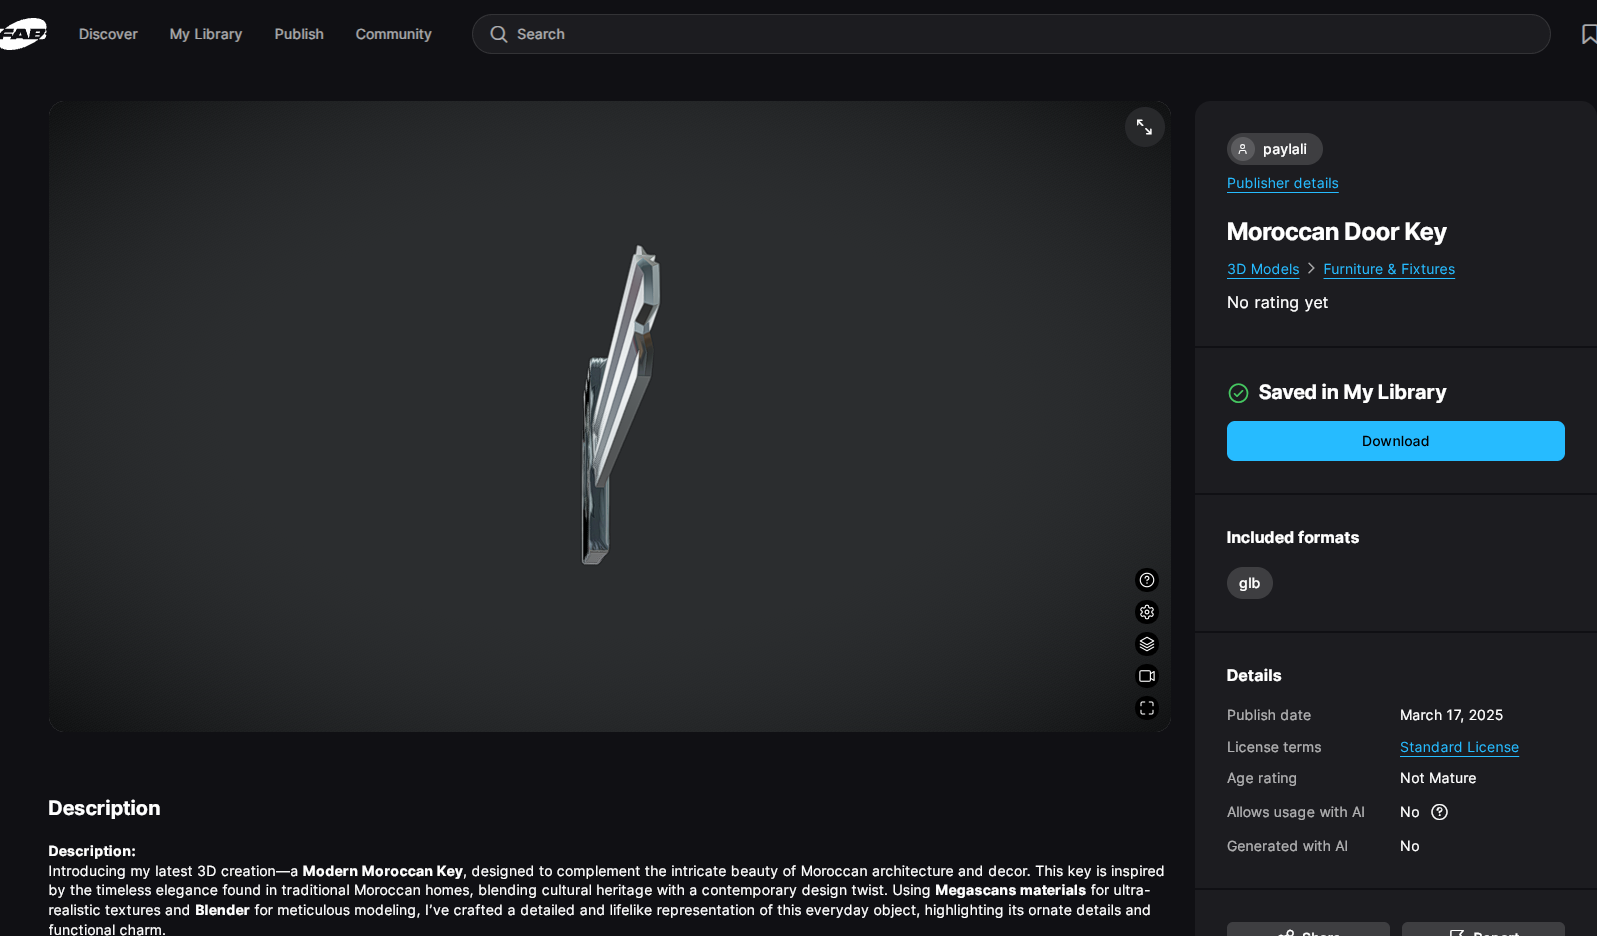 FAB
Discover
My Library
Publish
Community
Search
paylali
Publisher details
Moroccan Door Key
3D Models > Furniture & Fixtures
No rating yet
Saved in My Library
Download
Included formats
glb
Details
Publish date March 17, 2025
License terms Standard License
Age rating Not Mature
Allows usage with AI No
Generated with AI No
Share
Report
Description
Description:
Introducing my latest 3D creation—a Modern Moroccan Key, designed to complement the intricate beauty of Moroccan architecture and decor. This key is inspired
by the timeless elegance found in traditional Moroccan homes, blending cultural heritage with a contemporary design twist. Using Megascans materials for ultra-
realistic textures and Blender for meticulous modeling, I’ve crafted a detailed and lifelike representation of this everyday object, highlighting its ornate details and
functional charm.